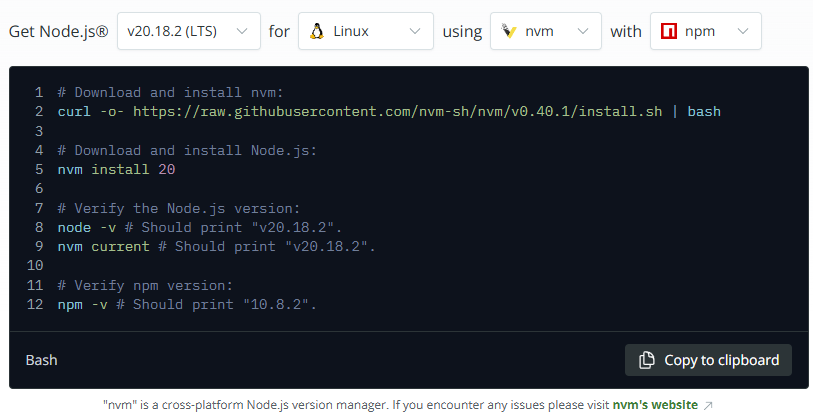 Get Node.js® v20.18.2 (LTS) for Linux using nvm with npm
1 # Download and install nvm:
2 curl -o- https://raw.githubusercontent.com/nvm-sh/nvm/v0.40.1/install.sh | bash
3
4 # Download and install Node.js:
5 nvm install 20
6
7 # Verify the Node.js version:
8 node -v # Should print "v20.18.2".
9 nvm current # Should print "v20.18.2".
10
11 # Verify npm version:
12 npm -v # Should print "10.8.2".
Bash Copy to clipboard
"nvm" is a cross-platform Node.js version manager. If you encounter any issues please visit nvm's website ↗